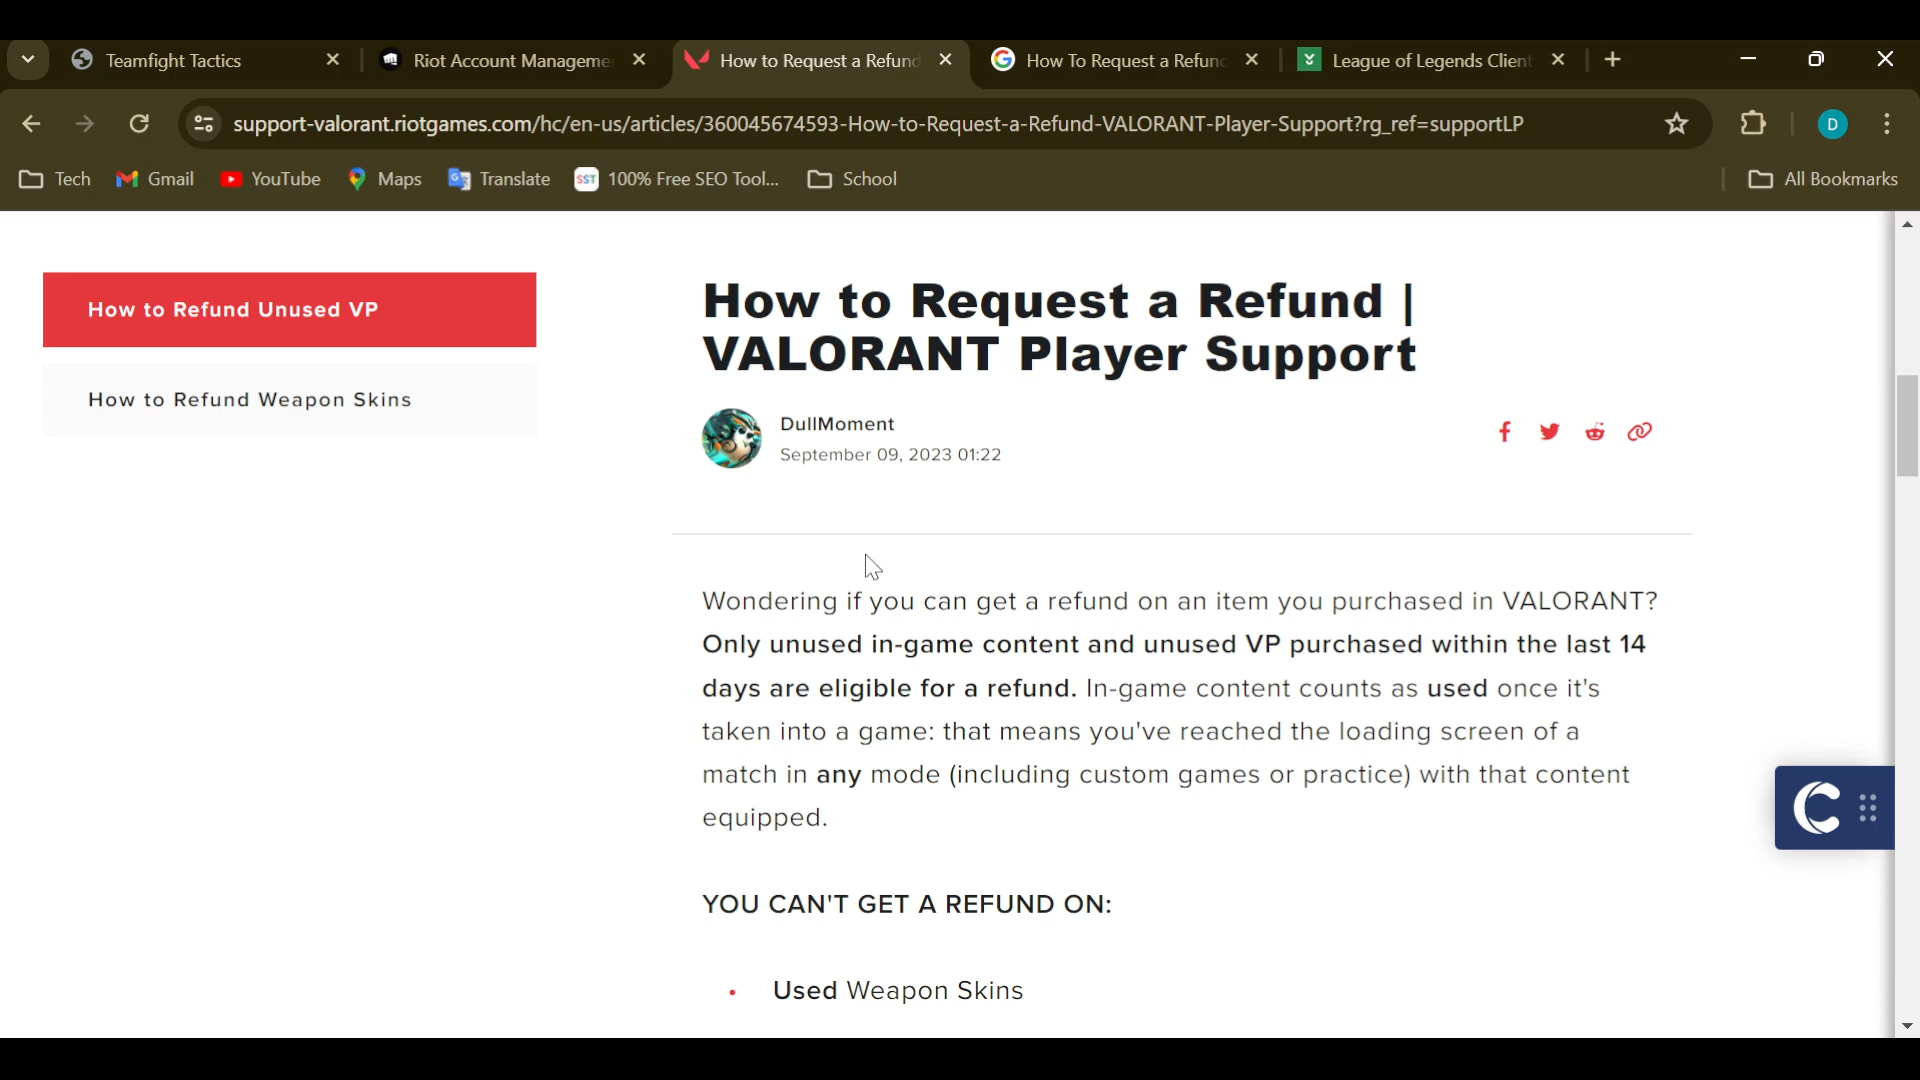 Teamfight Tactics
Riot Account Manageme
How to Request a Refund
How To Request a Refun
League of Legends Client
support-valorant.riotgames.com/hc/en-us/articles/360045674593-How-to-Request-a-Refund-VALORANT-Player-Support?rg_ref=supportLP
D
Tech
Gmail
YouTube
Maps
Translate
SST
100% Free SEO Tool...
School
All Bookmarks
How to Refund Unused VP
How to Refund Weapon Skins
How to Request a Refund |
VALORANT Player Support
DullMoment
September 09, 2023 01:22
Wondering if you can get a refund on an item you purchased in VALORANT?
Only unused in-game content and unused VP purchased within the last 14
days are eligible for a refund. In-game content counts as used once it's
taken into a game: that means you've reached the loading screen of a
match in any mode (including custom games or practice) with that content
equipped.
YOU CAN'T GET A REFUND ON:
• Used Weapon Skins